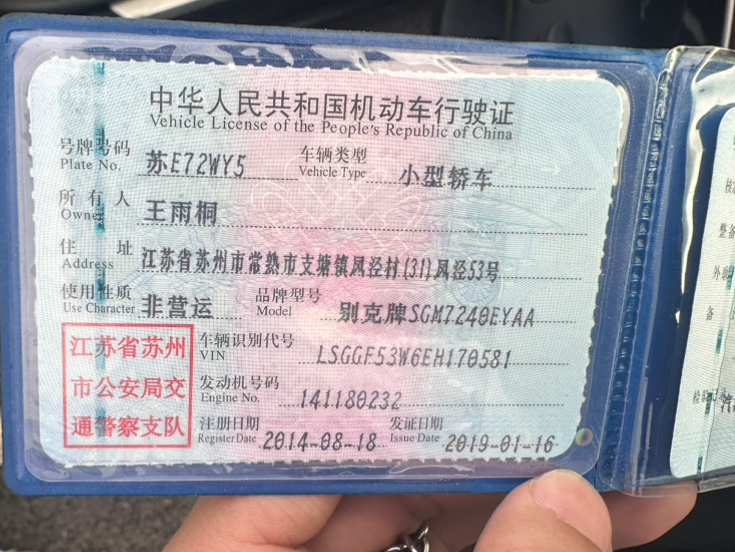 中华人民共和国机动车行驶证
Vehicle License of the People's Republic of China
号牌号码 苏E72WY5 车辆类型 小型轿车
Plate No. Vehicle Type
所有人 王雨桐
Owner
住址 江苏省苏州市常熟市支塘镇凤泾村(31)凤泾53号
Address
使用性质 非营运 品牌型号 别克牌SGM7240EYAA
Use Character Model
江苏省苏州
市公安局交
通警察支队
车辆识别代号 LSGGF53W6EH170581
VIN
发动机号码 141180232
Engine No.
注册日期 2014-08-18 发证日期 2019-01-16
Register Date Issue Date